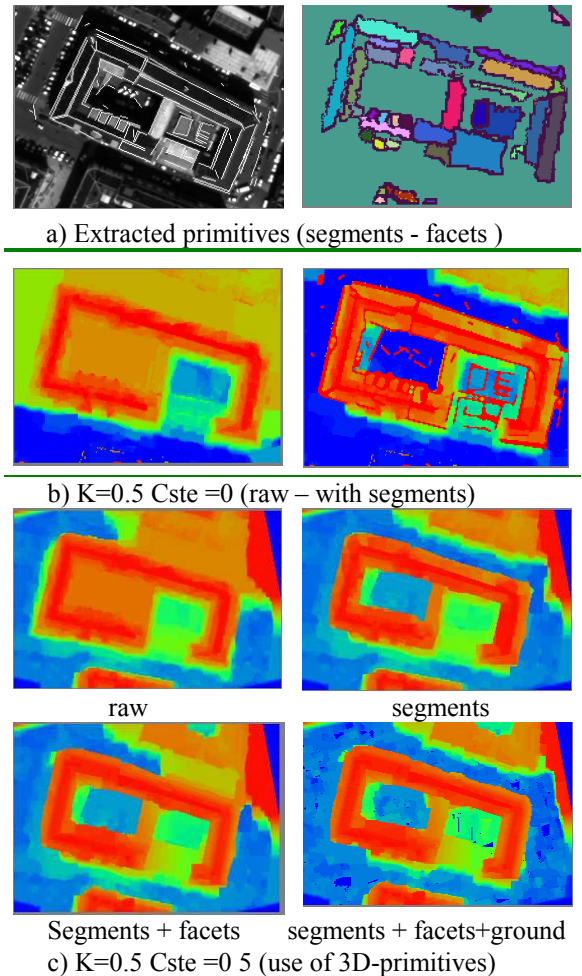 a) Extracted primitives (segments - facets )
b) K=0.5 Cste =0 (raw – with segments)
raw segments
Segments + facets segments + facets+ground
c) K=0.5 Cste =0 5 (use of 3D-primitives)